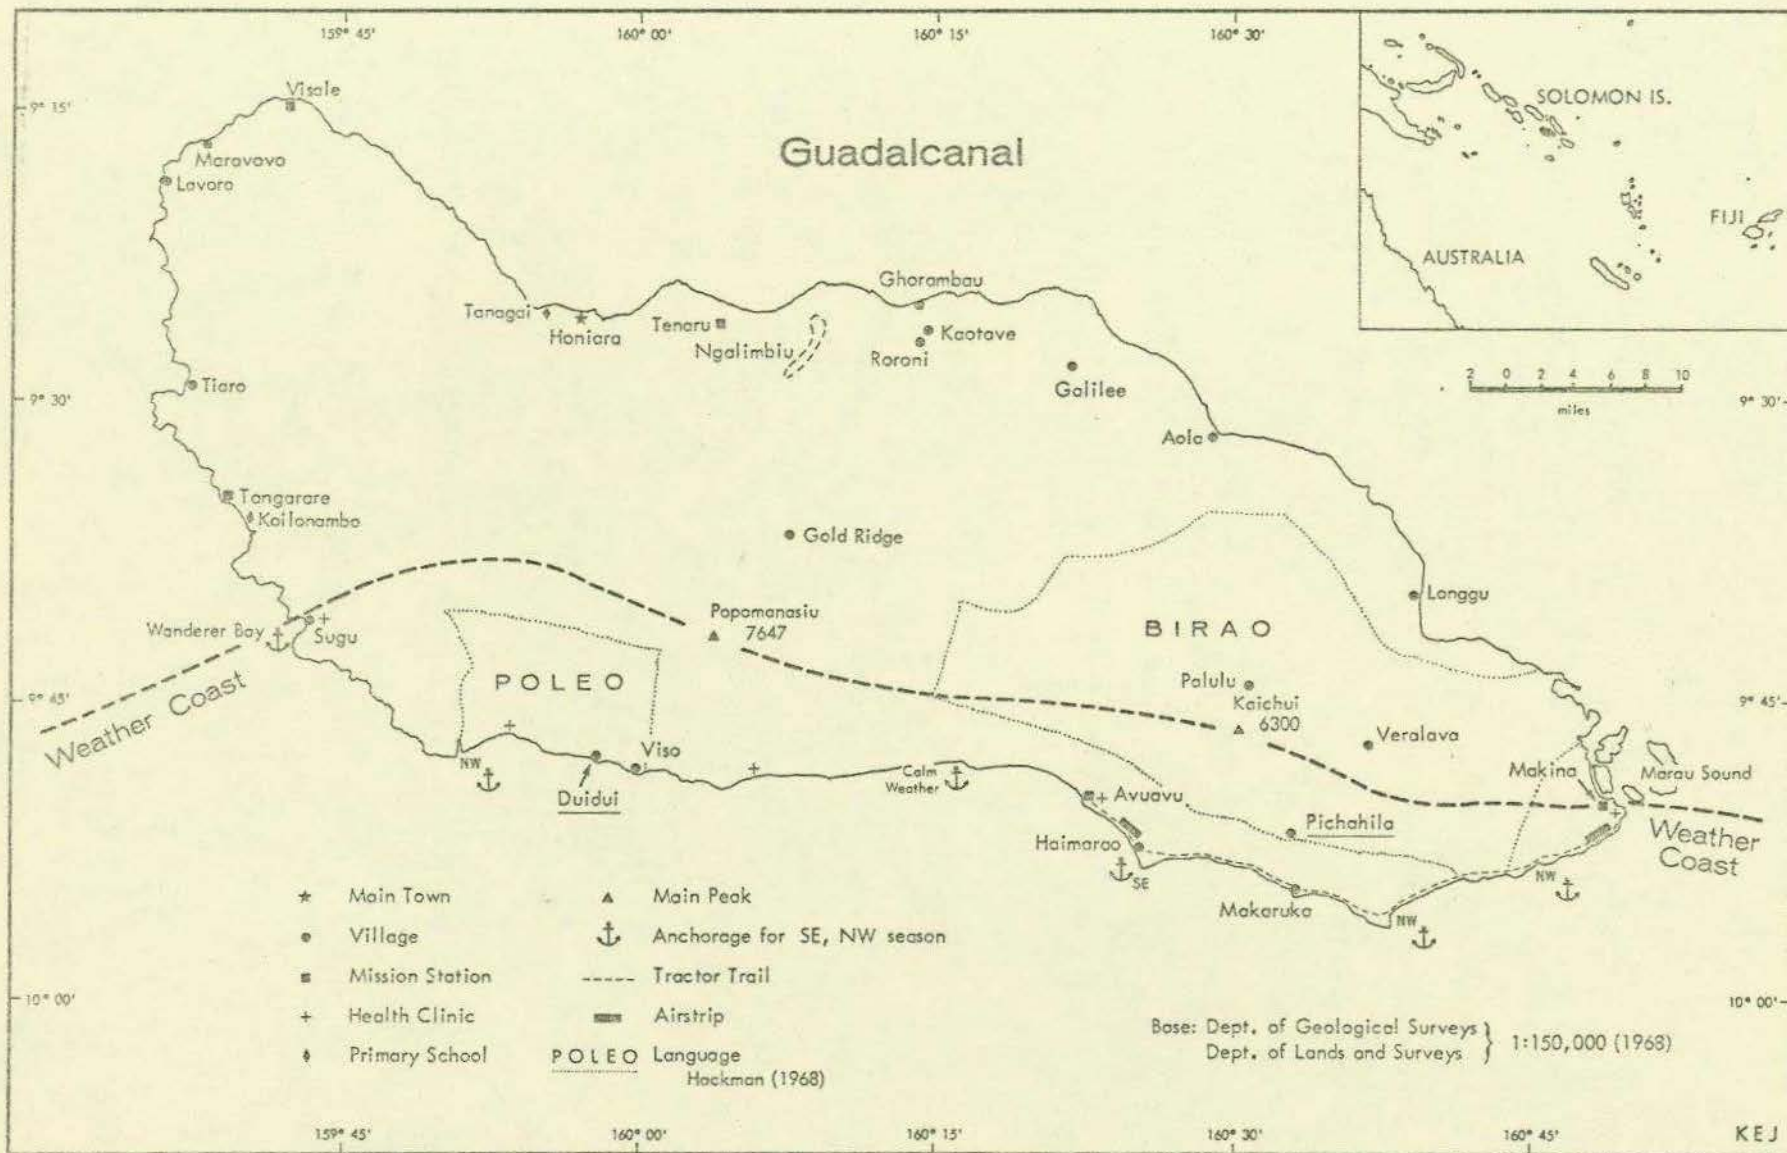 159° 45'
160° 00'
160° 15'
160° 30'
9° 15'
Visale
Maravovo
Lavoro
Guadalcanal
SOLOMON IS.
FIJI
AUSTRALIA
Tanagai
Honiara
Tenaru
Ngalimbiu
Ghorambau
Kaotave
Roroni
Galilee
2 0 2 4 6 8 10
miles
Tiaro
9° 30'
9° 30'
Aola
Tangarare
Koilonambo
Gold Ridge
Longgu
Wanderer Bay
Sugu
Popomanasiu
7647
BIRAO
POLEO
Palulu
Kaichui
6300
Veralava
9° 45'
9° 45'
Weather Coast
NW
Duidui
Viso
Calm
Weather
Avuavu
Haimarao
SE
Pichahila
Makina
Marau Sound
Weather
Coast
NW
Makaruka
NW
Main Town
Village
Mission Station
Health Clinic
Primary School
Main Peak
Anchorage for SE, NW season
Tractor Trail
Airstrip
POLEO Language
Hackman (1968)
10° 00'
10° 00'
Base: Dept. of Geological Surveys
Dept. of Lands and Surveys
1:150,000 (1968)
159° 45'
160° 00'
160° 15'
160° 30'
160° 45'
KEJ